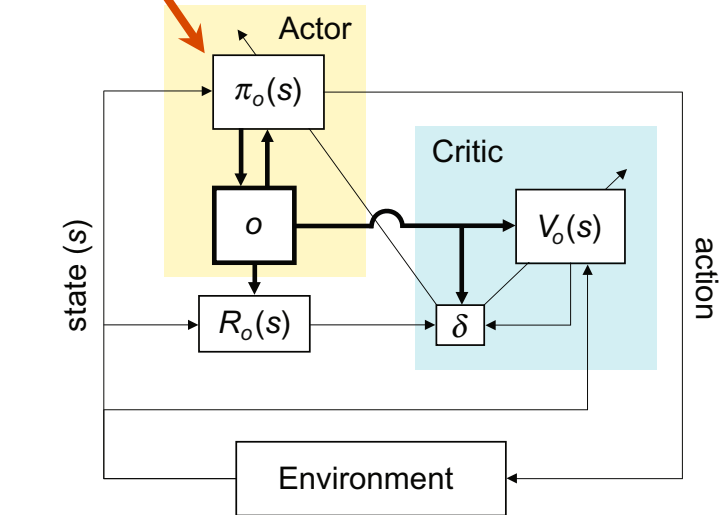 Actor
πₒ(s)
Critic
o
Vₒ(s)
state (s)
action
Rₒ(s)
δ
Environment